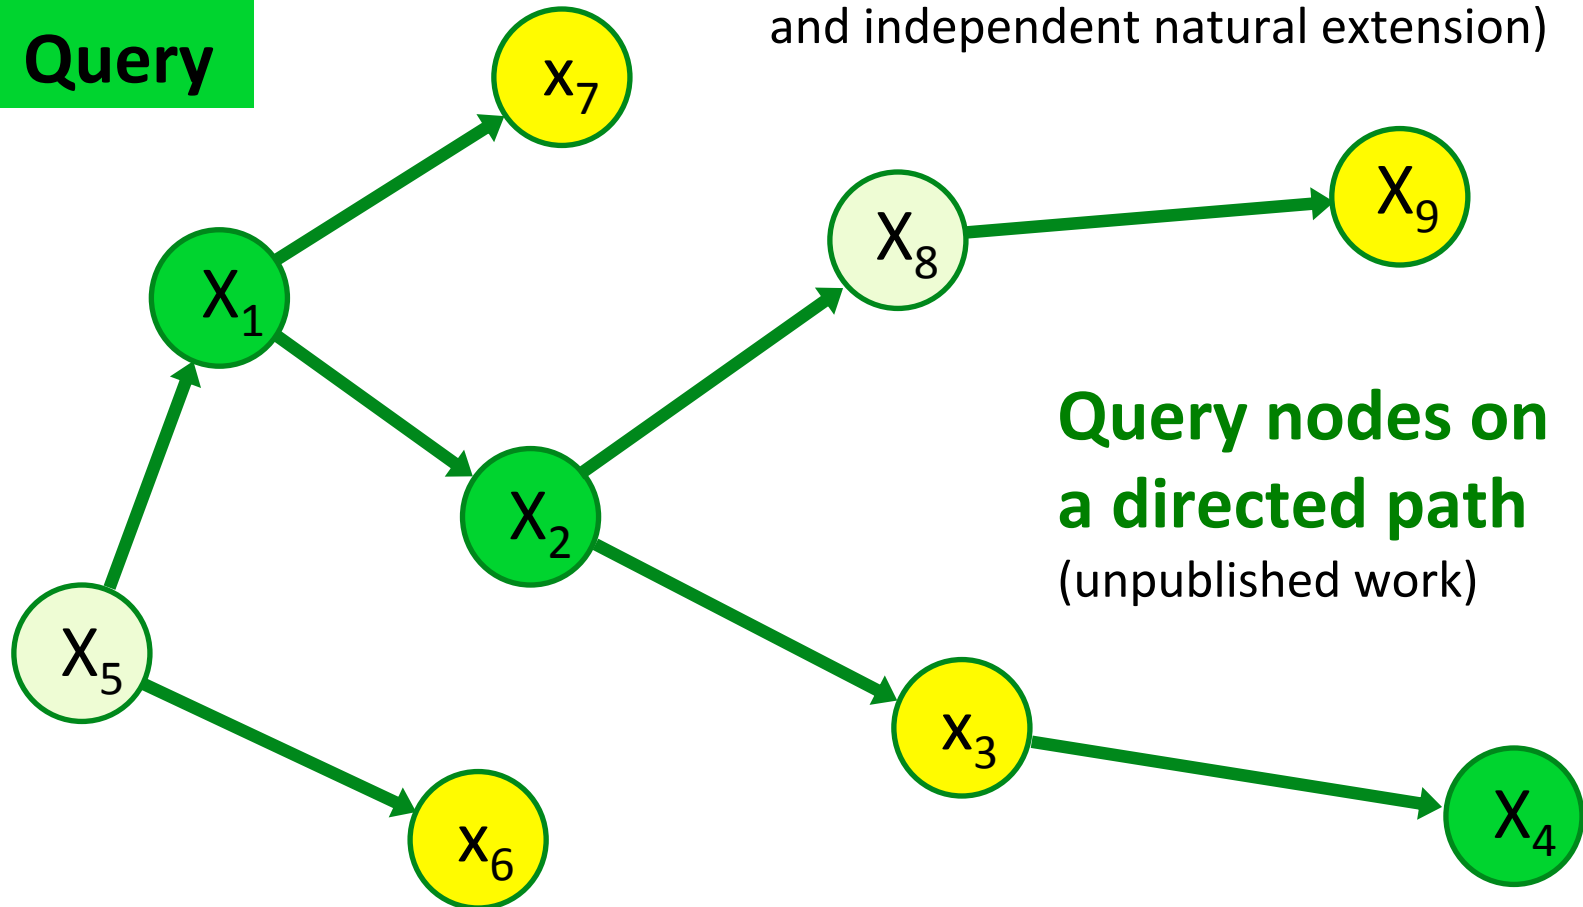 and independent natural extension)
Query
x7
X9
X8
X1
Query nodes on
a directed path
(unpublished work)
X2
X5
x3
X4
x6